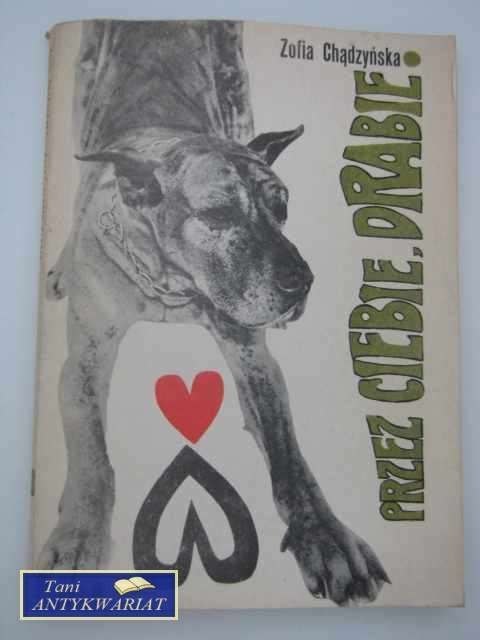 Zofia Chądzyńska
PRZEZ CIEBIE, DRABIE.
Tani
ANTYKWARIAT